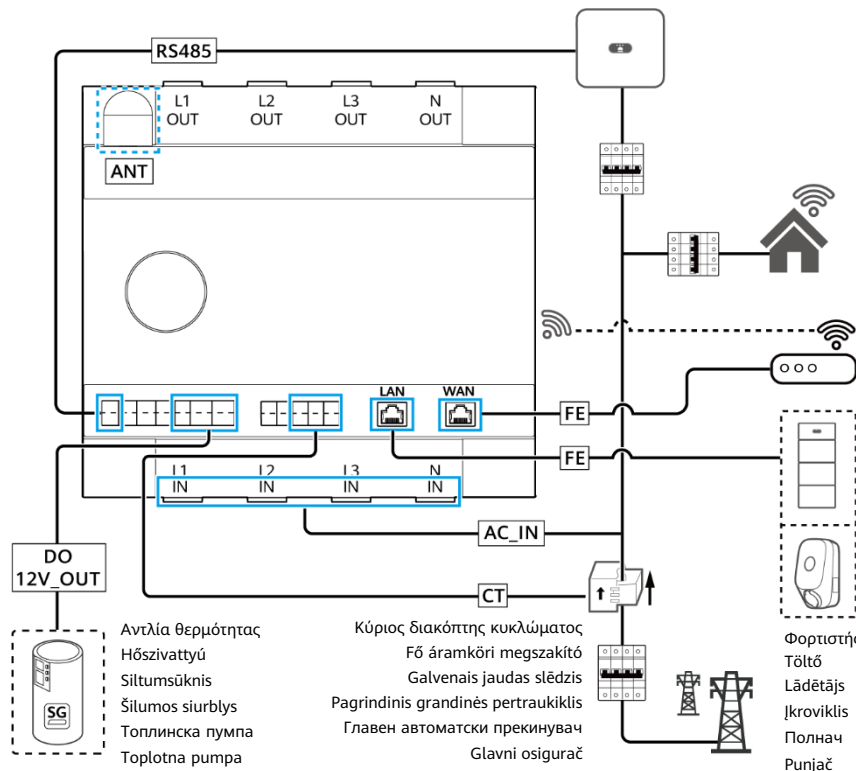 RS485
L1
OUT
L2
OUT
L3
OUT
N
OUT
ANT
LAN
WAN
FE
FE
L1
IN
L2
IN
L3
IN
N
IN
AC_IN
DO
12V_OUT
CT
SG
Αντλία θερμότητας
Hőszivattyú
Siltumsūknis
Šilumos siurblys
Топлинска пумпа
Toplotna pumpa
Κύριος διακόπτης κυκλώματος
Fő áramköri megszakító
Galvenais jaudas slēdzis
Pagrindinis grandinės pertraukiklis
Главен автоматски прекинувач
Glavni osigurač
Φορτιστής
Töltő
Lādētājs
Įkroviklis
Полнач
Punjač